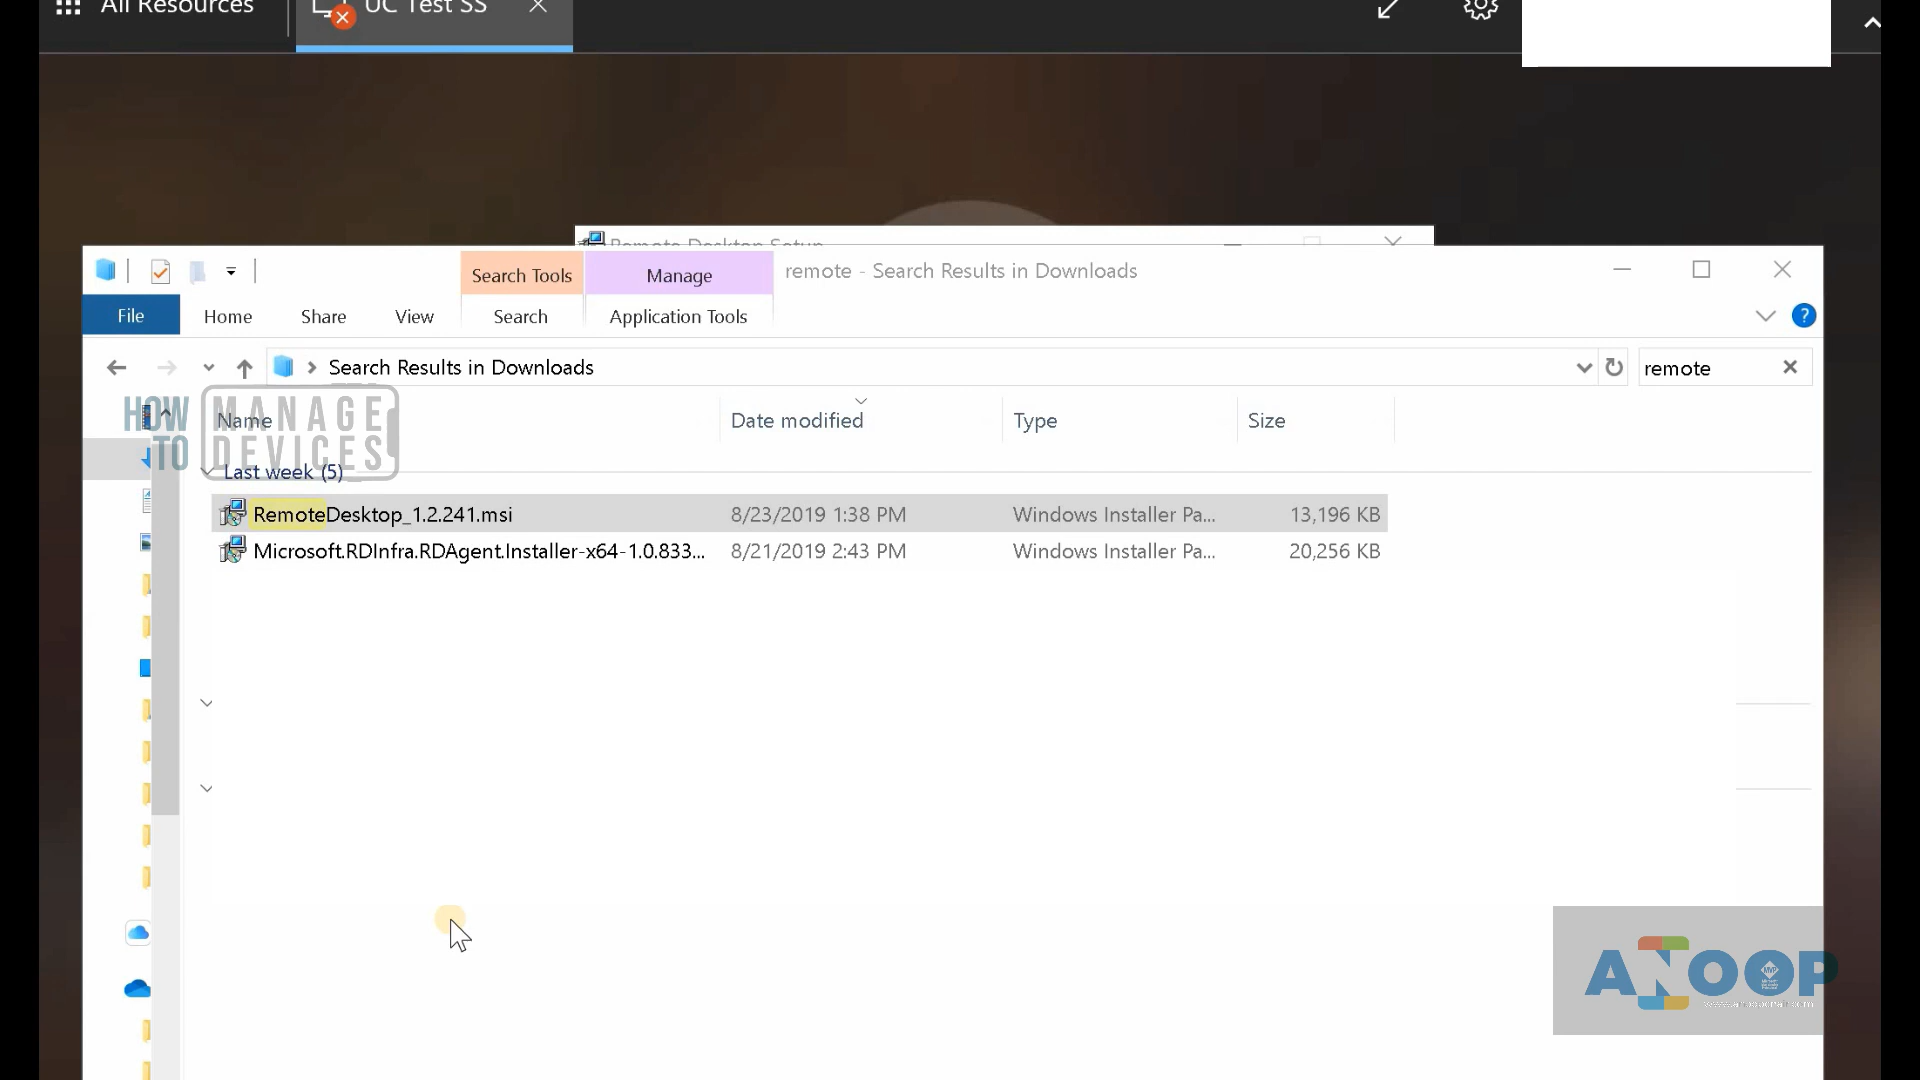 All Resources
UC Test SS
Remote Desktop Setup
Search Tools
Manage
remote - Search Results in Downloads
File
Home
Share
View
Search
Application Tools
?
Search Results in Downloads
remote
HOW TO
MANAGE DEVICES
Name
Date modified
Type
Size
Last week (5)
RemoteDesktop_1.2.241.msi
8/23/2019 1:38 PM
Windows Installer Pa...
13,196 KB
Microsoft.RDInfra.RDAgent.Installer-x64-1.0.833...
8/21/2019 2:43 PM
Windows Installer Pa...
20,256 KB
ANOOP